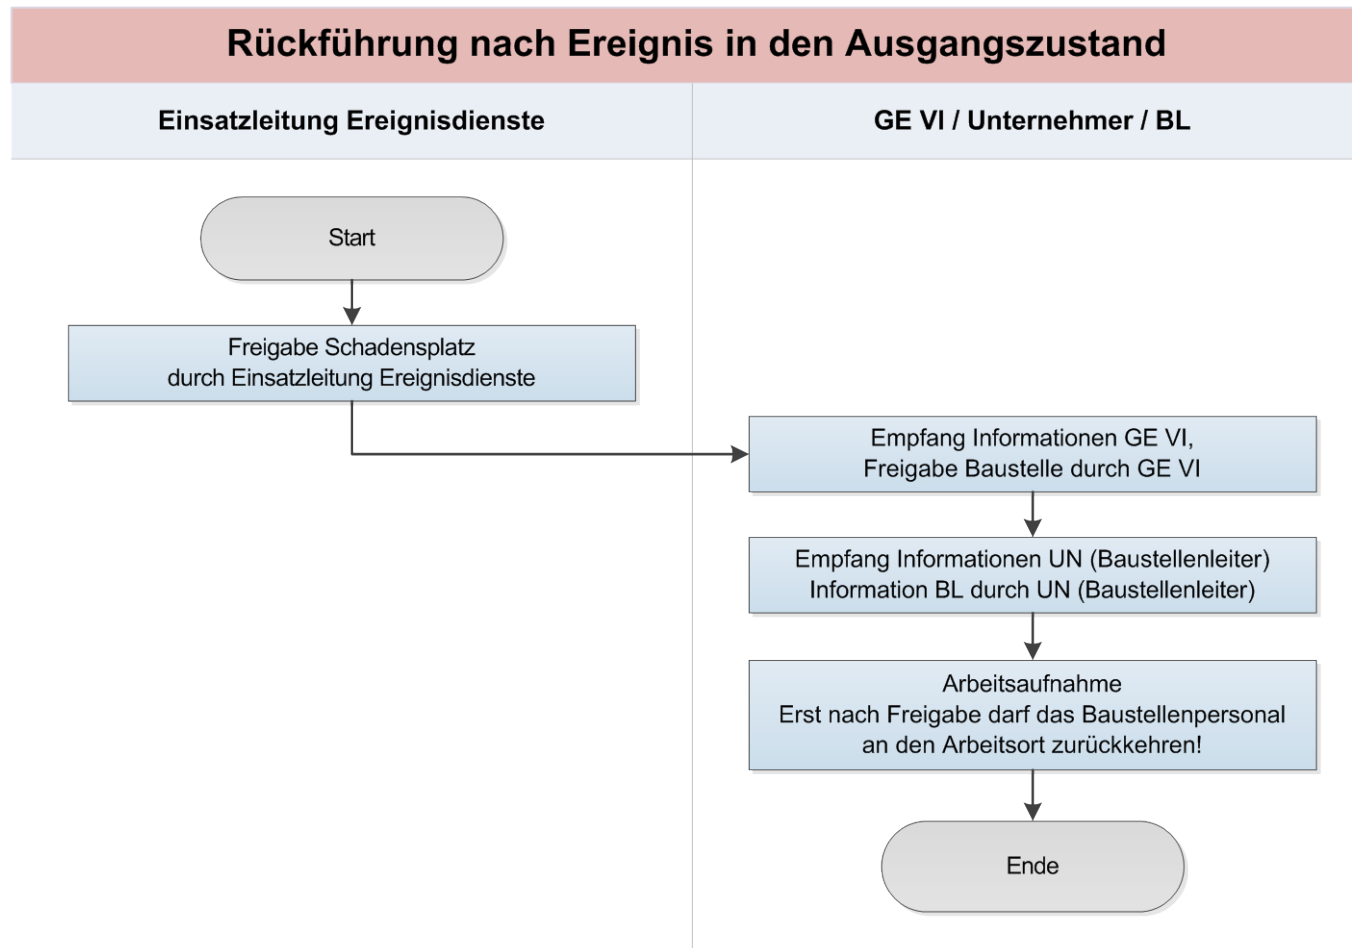 Rückführung nach Ereignis in den Ausgangszustand
Einsatzleitung Ereignisdienste
GE VI / Unternehmer / BL
Start
Freigabe Schadensplatz
durch Einsatzleitung Ereignisdienste
Empfang Informationen GE VI,
Freigabe Baustelle durch GE VI
Empfang Informationen UN (Baustellenleiter)
Information BL durch UN (Baustellenleiter)
Arbeitsaufnahme
Erst nach Freigabe darf das Baustellenpersonal
an den Arbeitsort zurückkehren!
Ende